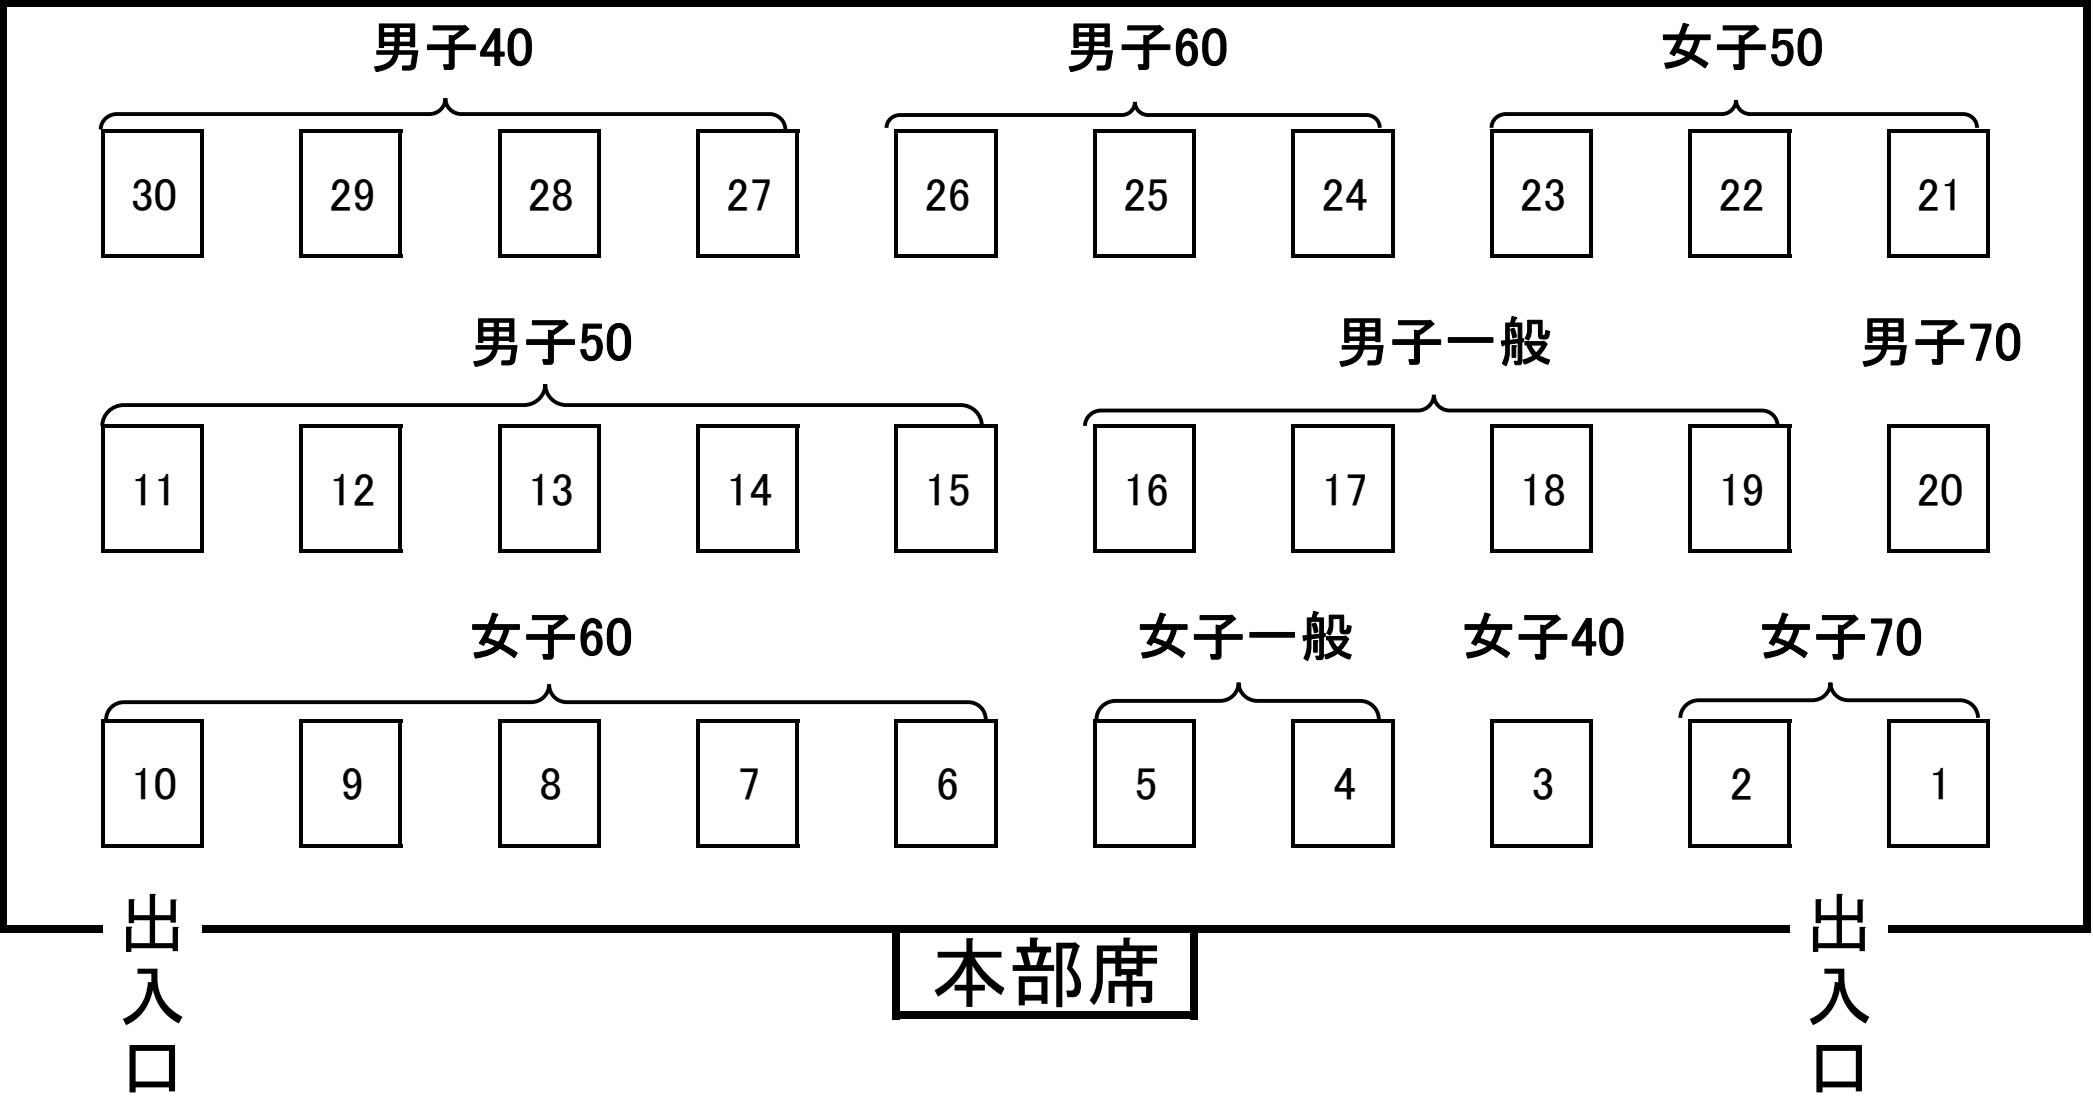 男子40 男子60 女子50
30 29 28 27 26 25 24 23 22 21
男子50 男子一般 男子70
11 12 13 14 15 16 17 18 19 20
女子60 女子一般 女子40 女子70
10 9 8 7 6 5 4 3 2 1
出入口 本部席 出入口